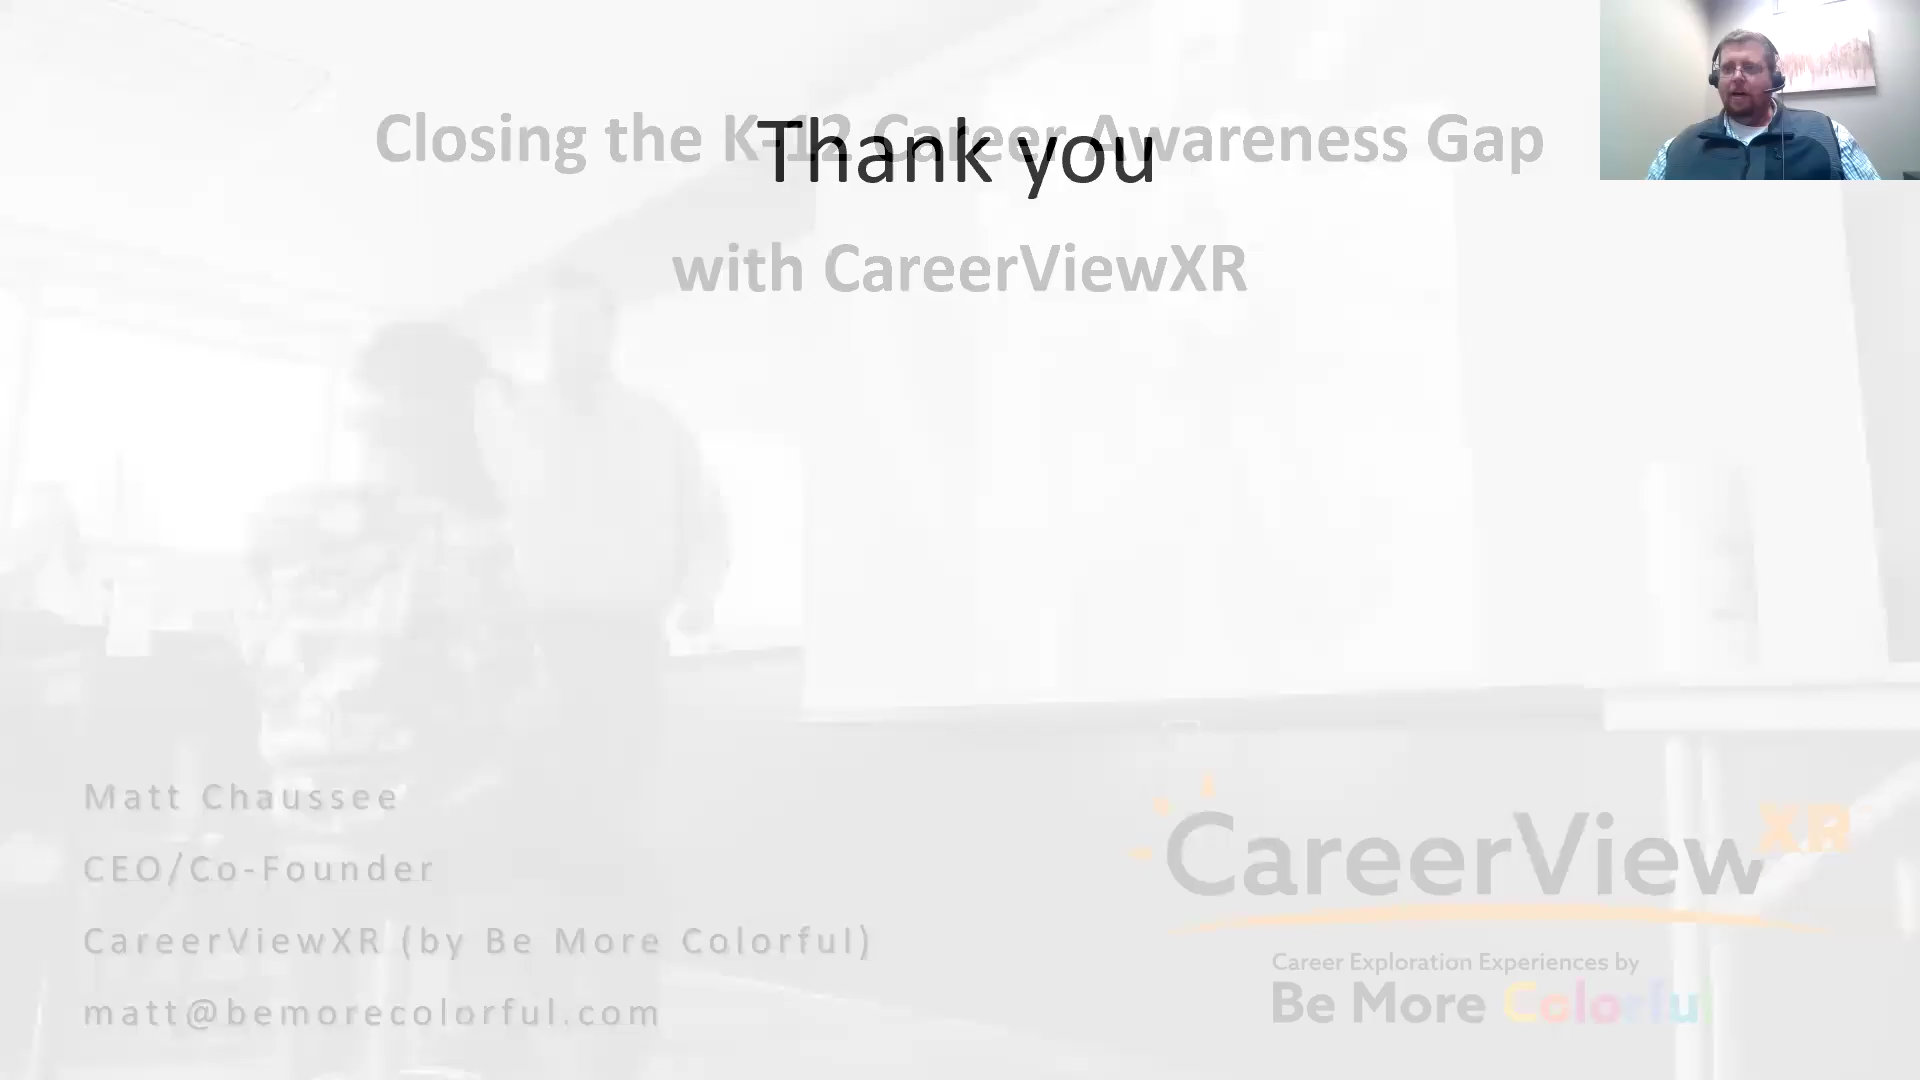 Closing the K-12 Career Awareness Gap
Thank you
with CareerViewXR
Matt Chaussee
CEO/Co-Founder
CareerViewXR (by Be More Colorful)
matt@bemorecolorful.com
CareerViewXR
Career Exploration Experiences by
Be More Colorful